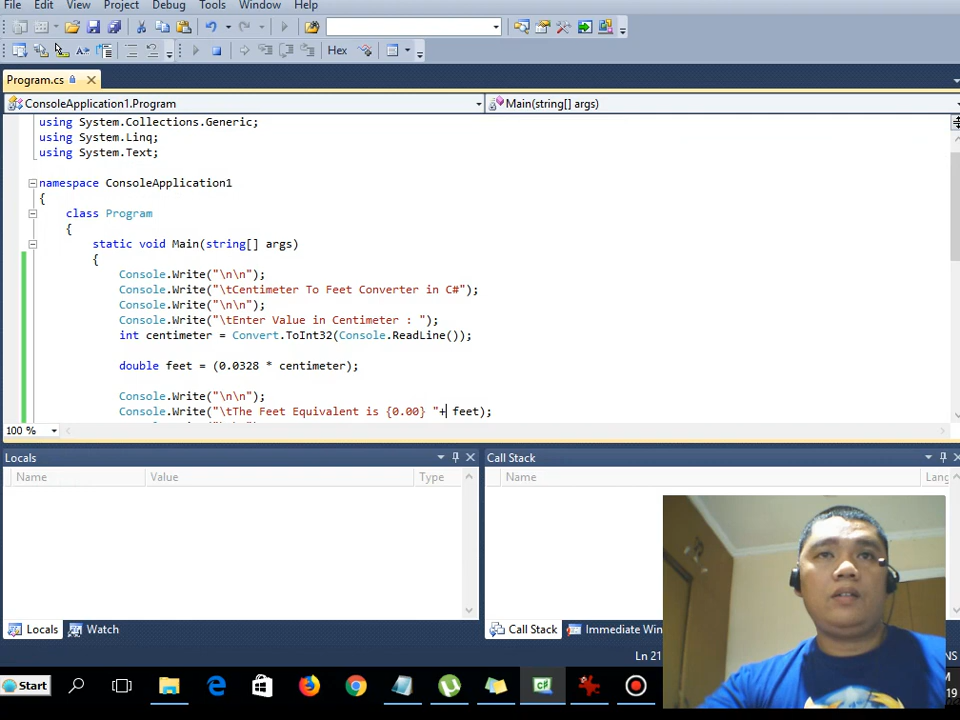 File Edit View Project Debug Tools Window Help
Hex
Program.cs
ConsoleApplication1.Program Main(string[] args)
using System.Collections.Generic;
using System.Linq;
using System.Text;
namespace ConsoleApplication1
{
class Program
{
static void Main(string[] args)
{
Console.Write("\n\n");
Console.Write("\tCentimeter To Feet Converter in C#");
Console.Write("\n\n");
Console.Write("\tEnter Value in Centimeter : ");
int centimeter = Convert.ToInt32(Console.ReadLine());
double feet = (0.0328 * centimeter);
Console.Write("\n\n");
Console.Write("\tThe Feet Equivalent is {0.00} "+ feet);
100 %
Locals Call Stack
Name Value Type Name Lang
Locals Watch Call Stack Immediate Win
Ln 21 NS
Start M
19